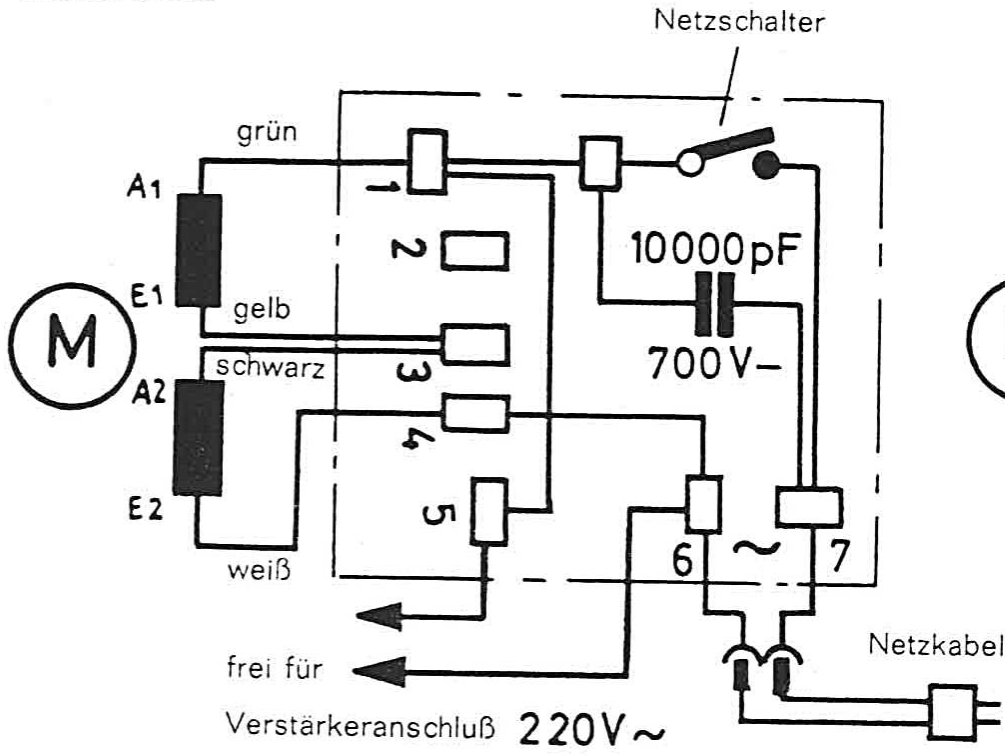 Netzschalter
grün
A1
1
2
10000pF
E1
gelb
M
700V–
schwarz
3
A2
4
E2
5
6
~
7
weiß
frei für
Netzkabel
Verstärkeranschluß 220V~